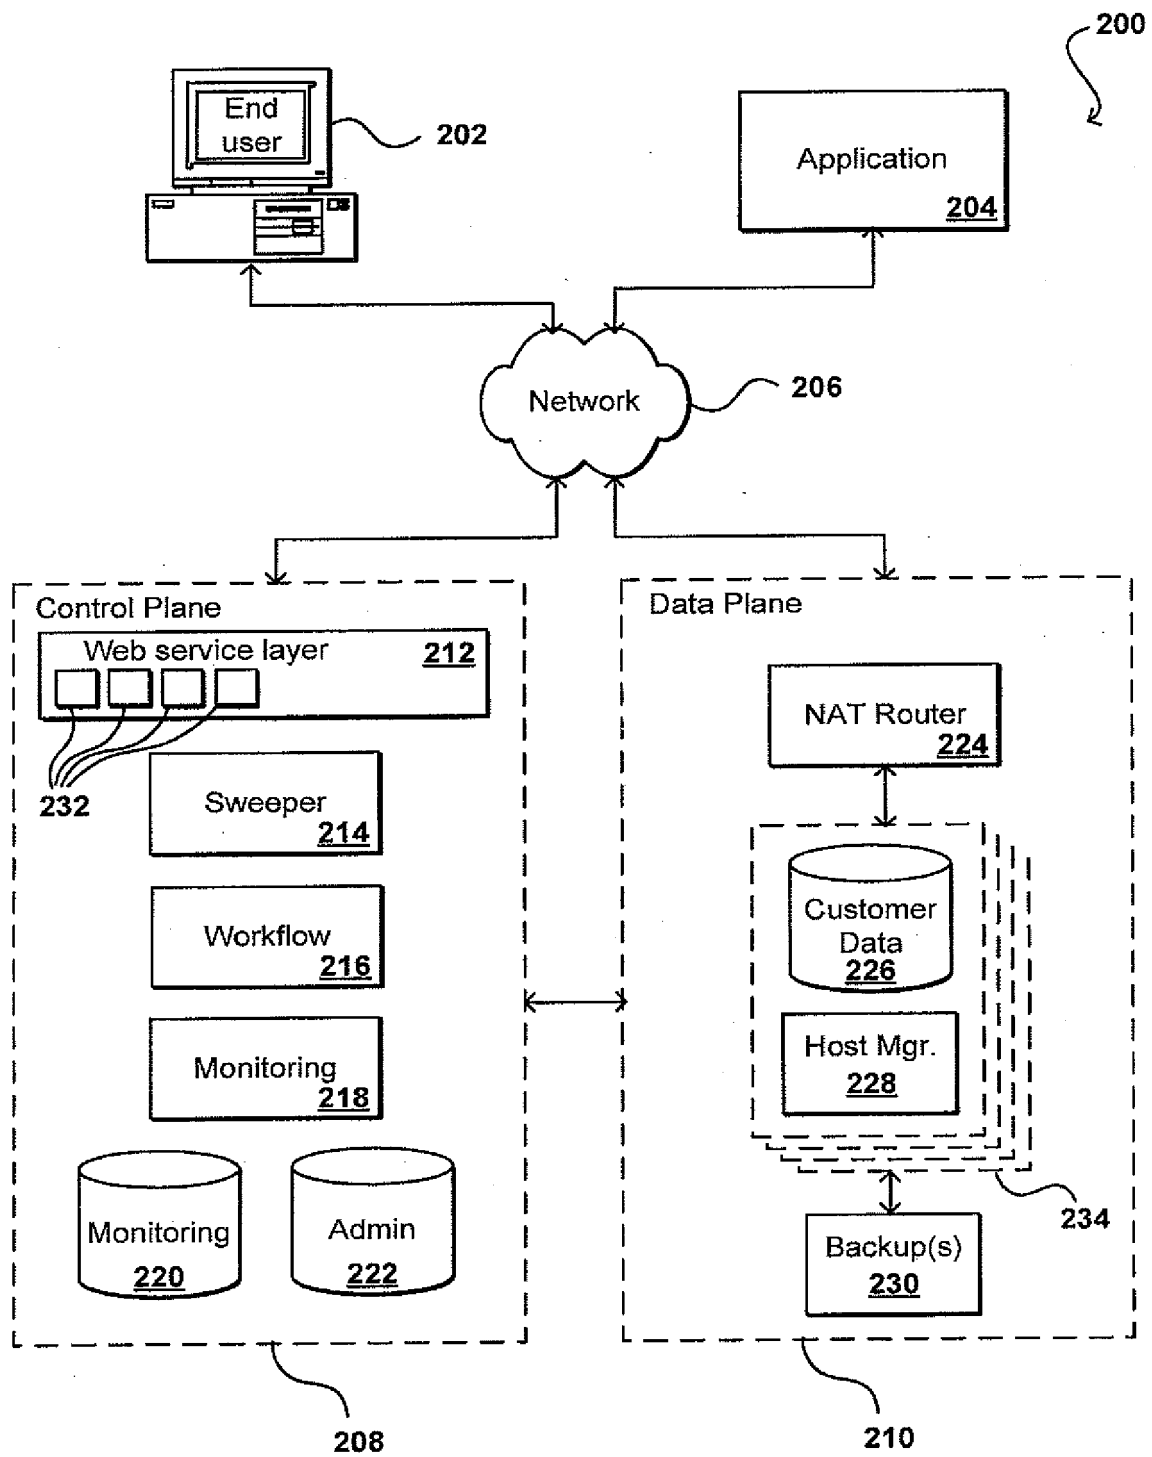 200
End
user
202
Application
204
Network
206
Control Plane
Web service layer
212
232
Sweeper
214
Workflow
216
Monitoring
218
Monitoring
220
Admin
222
208
Data Plane
NAT Router
224
Customer
Data
226
Host Mgr.
228
234
Backup(s)
230
210